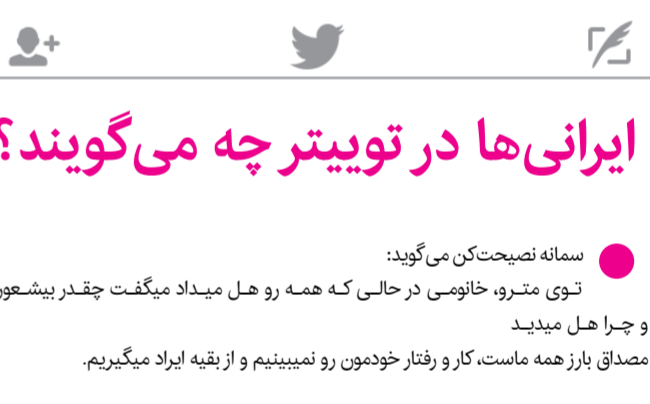 ایرانی‌ها در توییتر چه می‌گویند؟
سمانه نصیحت‌کن می‌گوید:
توی مترو، خانومی در حالی که همه رو هل میداد میگفت چقدر بیشعور
و چرا هل میدید
مصداق بارز همه ماست، کار و رفتار خودمون رو نمیبینیم و از بقیه ایراد میگیریم.